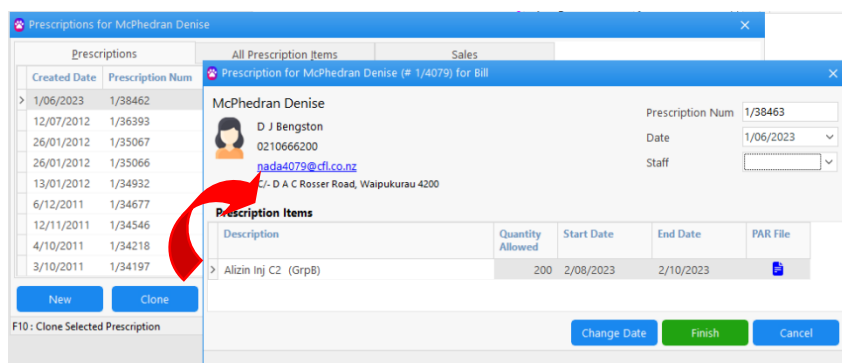 Prescriptions for McPhedran Denise
Prescriptions All Prescription Items Sales
Created Date Prescription Num
1/06/2023 1/38462
12/07/2012 1/36393
26/01/2012 1/35067
26/01/2012 1/35066
13/01/2012 1/34932
6/12/2011 1/34677
12/11/2011 1/34546
4/10/2011 1/34218
3/10/2011 1/34197
New Clone
F10 : Clone Selected Prescription
Prescription for McPhedran Denise (# 1/4079) for Bill
McPhedran Denise
D J Bengston
0210666200
nada4079@cfl.co.nz
C/- D A C Rosser Road, Waipukurau 4200
Prescription Num 1/38463
Date 1/06/2023
Staff
Prescription Items
Description Quantity Allowed Start Date End Date PAR File
Alizin Inj C2 (GrpB) 200 2/08/2023 2/10/2023
Change Date Finish Cancel